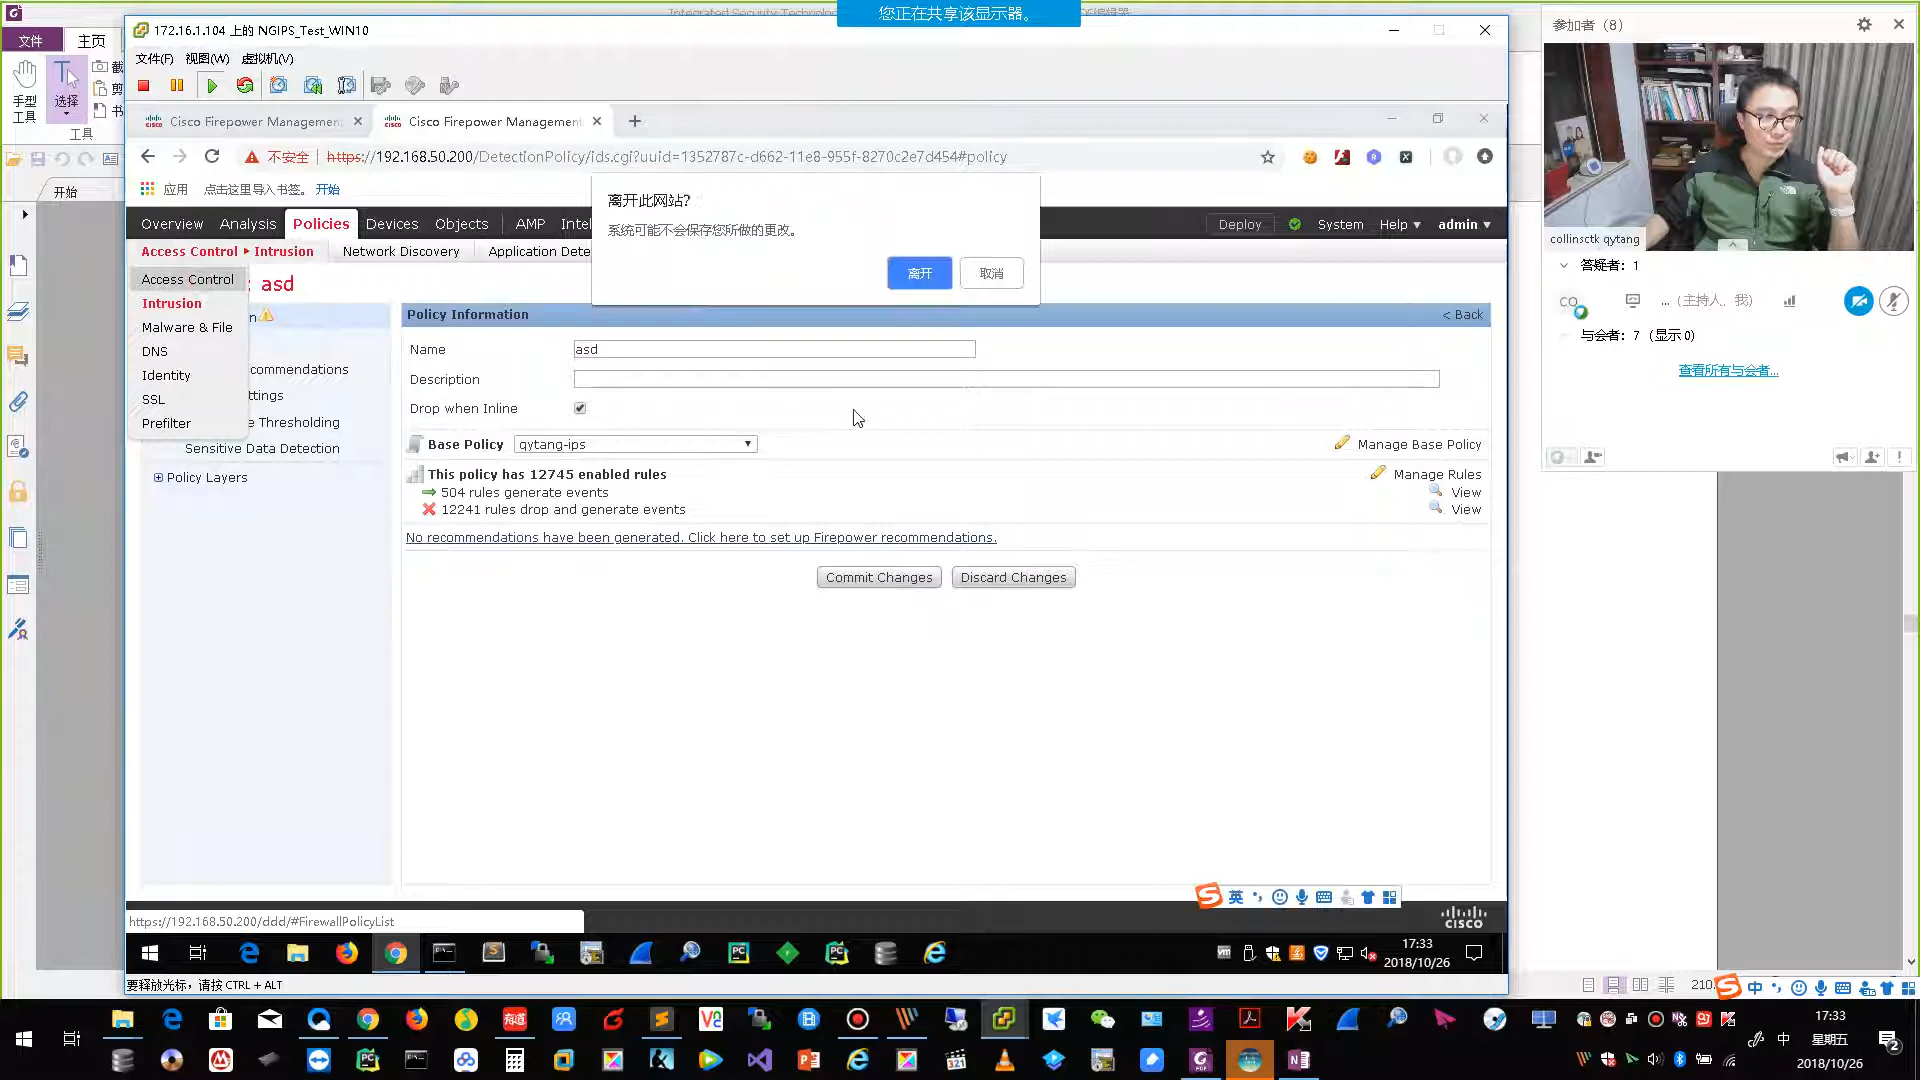 您正在共享该显示器。
172.16.1.104 上的 NGIPS_Test_WIN10
文件
主页
文件(F) 视图(W) 虚拟机(V)
手型
工具
选择
截
剪
书
工具
开始
Cisco Firepower Management
Cisco Firepower Management
不安全
https://192.168.50.200/DetectionPolicy/ids.cgi?uuid=1352787c-d662-11e8-955f-8270c2e7d454#policy
应用 点击这里导入书签。 开始
离开此网站?
系统可能不会保存您所做的更改。
离开
取消
Overview Analysis Policies Devices Objects AMP Intel
Deploy System Help admin
Access Control ▸ Intrusion Network Discovery Application Dete
Access Control
Intrusion
Malware & File
DNS
Identity
SSL
Prefilter
: asd
n
commendations
ttings
e Thresholding
Sensitive Data Detection
Policy Layers
Policy Information
< Back
Name asd
Description
Drop when Inline
Base Policy qytang-ips
Manage Base Policy
This policy has 12745 enabled rules
Manage Rules
504 rules generate events
View
12241 rules drop and generate events
View
No recommendations have been generated. Click here to set up Firepower recommendations.
Commit Changes
Discard Changes
英
https://192.168.50.200/ddd/#FirewallPolicyList
cisco
17:33
2018/10/26
要释放光标，请按 CTRL + ALT
参加者 (8)
collinsctk qytang
答疑者: 1
CQ
... (主持人, 我)
与会者: 7 (显示 0)
查看所有与会者...
210.
中
17:33
星期五
2018/10/26
中
2